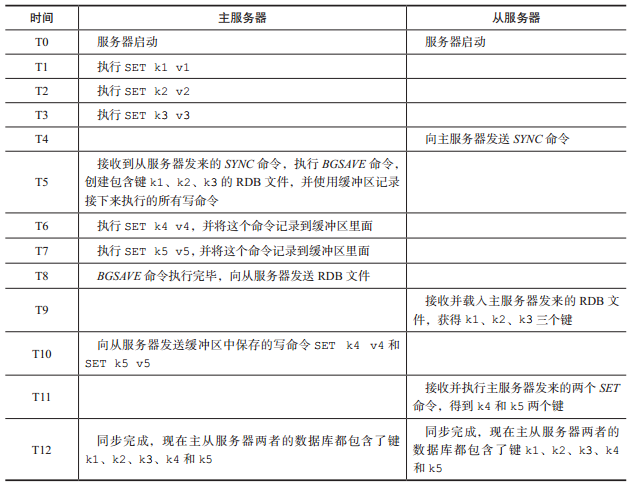 时间 主服务器 从服务器
T0 服务器启动 服务器启动
T1 执行 SET k1 v1
T2 执行 SET k2 v2
T3 执行 SET k3 v3
T4 向主服务器发送 SYNC 命令
T5 接收到从服务器发来的 SYNC 命令，执行 BGSAVE 命令，
创建包含键 k1、k2、k3 的 RDB 文件，并使用缓冲区记录
接下来执行的所有写命令
T6 执行 SET k4 v4，并将这个命令记录到缓冲区里面
T7 执行 SET k5 v5，并将这个命令记录到缓冲区里面
T8 BGSAVE 命令执行完毕，向从服务器发送 RDB 文件
T9 接收并载入主服务器发来的 RDB 文
件，获得 k1、k2、k3 三个键
T10 向从服务器发送缓冲区中保存的写命令 SET k4 v4 和
SET k5 v5
T11 接收并执行主服务器发来的两个 SET
命令，得到 k4 和 k5 两个键
T12 同步完成，现在主从服务器两者的数据库都包含了键
k1、k2、k3、k4 和 k5
同步完成，现在主从服务器两者的
数据库都包含了键 k1、k2、k3、k4
和 k5